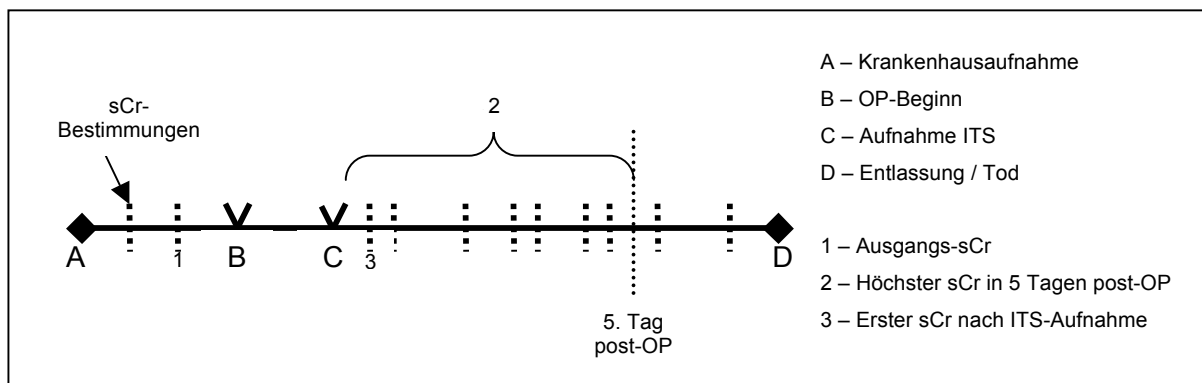 sCr-
Bestimmungen
2
A
1
B
C
3
D
5. Tag
post-OP
A – Krankenhausaufnahme
B – OP-Beginn
C – Aufnahme ITS
D – Entlassung / Tod
1 – Ausgangs-sCr
2 – Höchster sCr in 5 Tagen post-OP
3 – Erster sCr nach ITS-Aufnahme